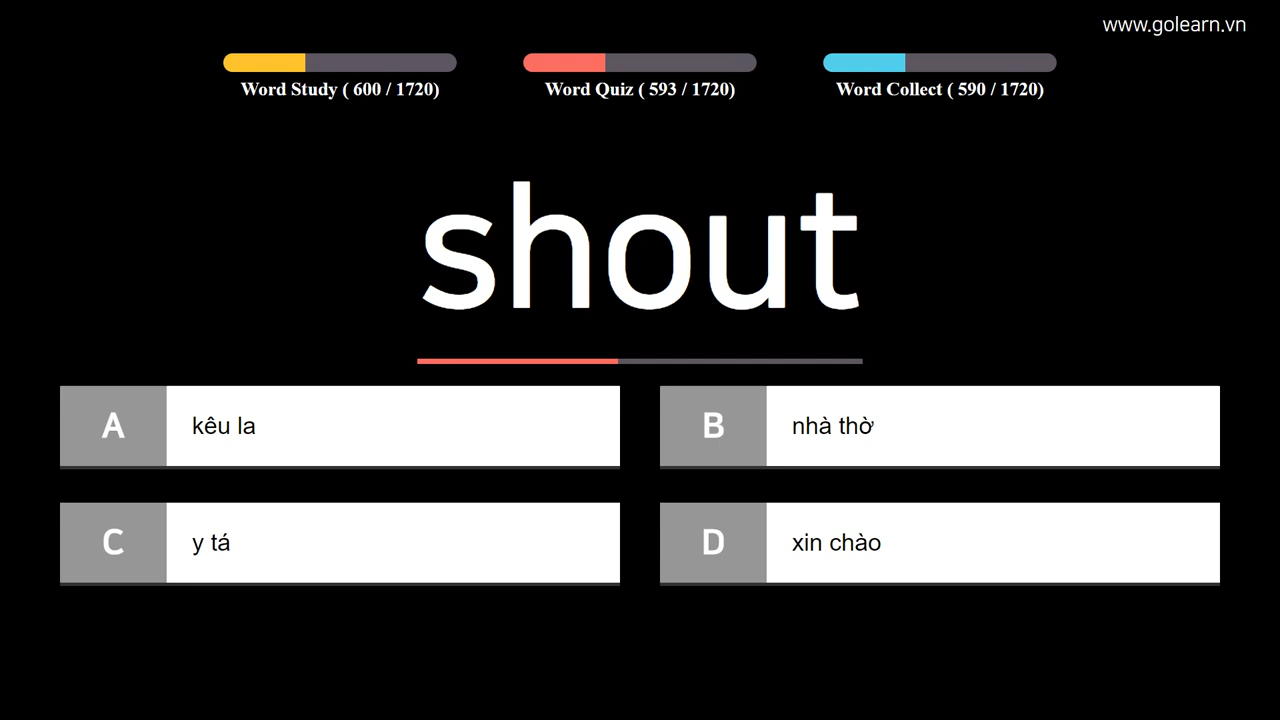 www.golearn.vn
Word Study ( 600 / 1720)
Word Quiz ( 593 / 1720)
Word Collect ( 590 / 1720)
shout
A kêu la
B nhà thờ
C y tá
D xin chào